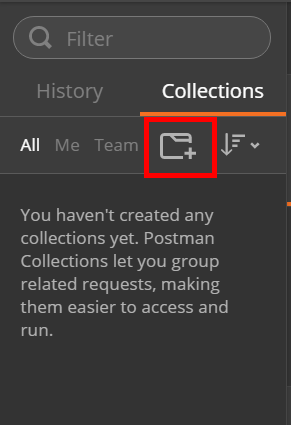 Filter
History Collections
All Me Team
You haven't created any
collections yet. Postman
Collections let you group
related requests, making
them easier to access and
run.